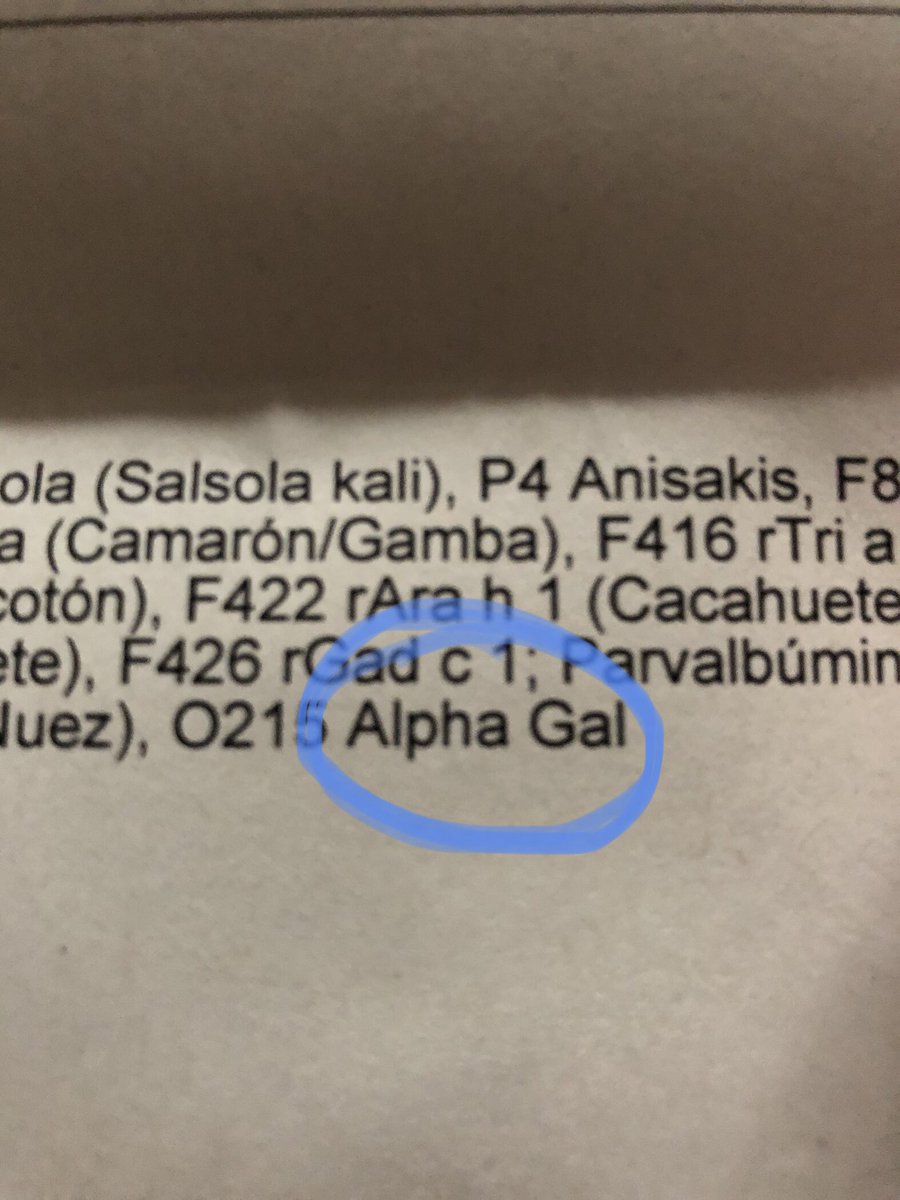 ola (Salsola kali), P4 Anisakis, F8
a (Camarón/Gamba), F416 rTri a
cotón), F422 rAra h 1 (Cacahuete
ete), F426 rGad c 1; Parvalbúmin
Nuez), O215 Alpha Gal